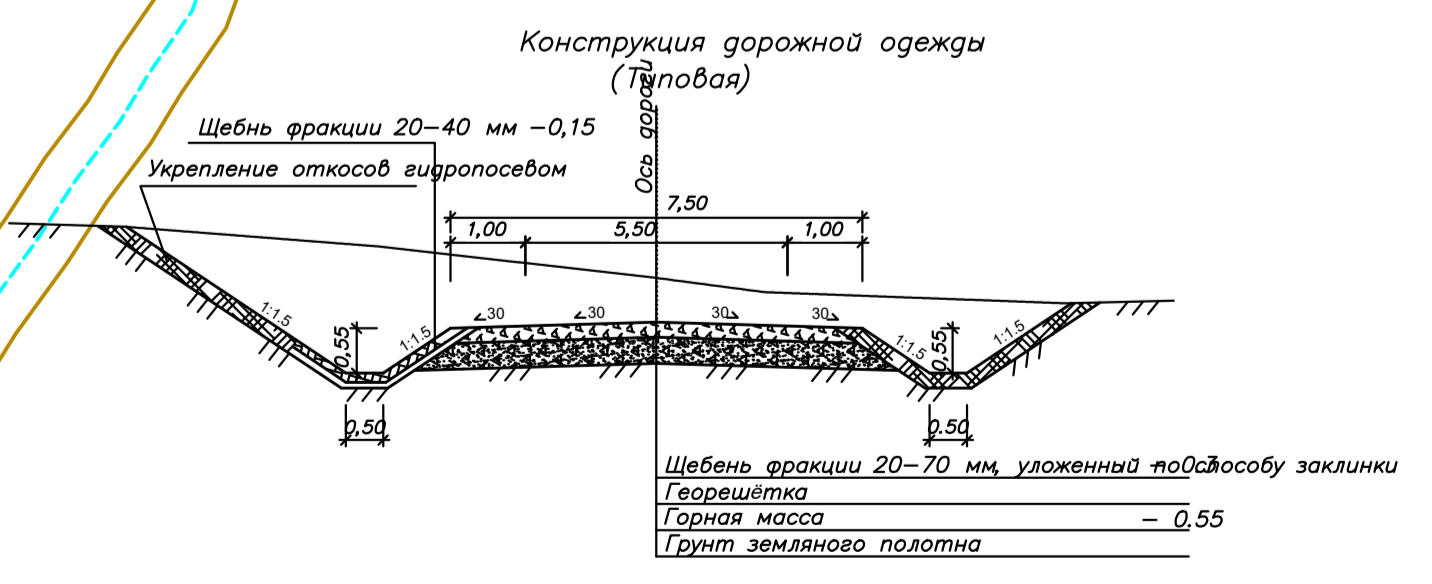 Конструкция дорожной одежды
(Типовая)
Ось дороги
Щебнь фракции 20-40 мм -0,15
Укрепление откосов гидропосевом
7,50
1,00 5,50 1,00
1:1.5 0,55 1:1.5 30 30 30 30 1:1.5 0,55 1:1.5
0,50 0.50
Щебень фракции 20-70 мм, уложенный по способу заклинки - 0.3
Георешётка
Горная масса - 0.55
Грунт земляного полотна